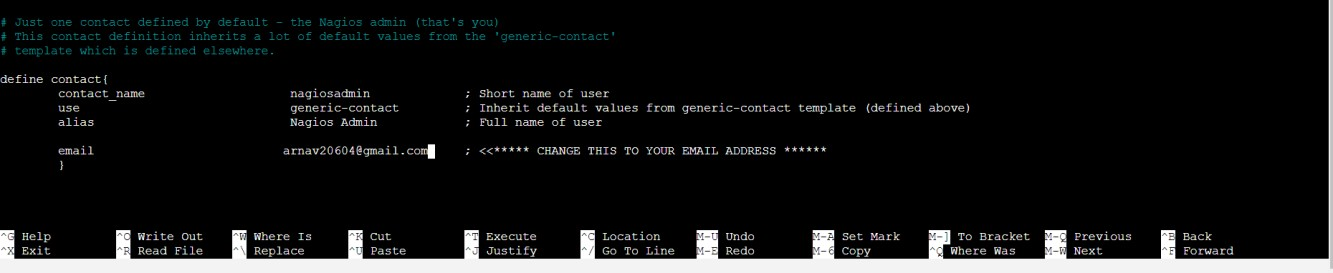 # Just one contact defined by default - the Nagios admin (that's you)
# This contact definition inherits a lot of default values from the 'generic-contact'
# template which is defined elsewhere.
define contact{
contact_name nagiosadmin ; Short name of user
use generic-contact ; Inherit default values from generic-contact template (defined above)
alias Nagios Admin ; Full name of user
email arnav20604@gmail.com ; <<***** CHANGE THIS TO YOUR EMAIL ADDRESS ******
}
^G Help ^O Write Out ^W Where Is ^K Cut ^T Execute ^C Location M-U Undo M-A Set Mark M-] To Bracket M-Q Previous ^B Back
^X Exit ^R Read File ^\ Replace ^U Paste ^J Justify ^/ Go To Line M-E Redo M-6 Copy ^Q Where Was M-W Next ^F Forward